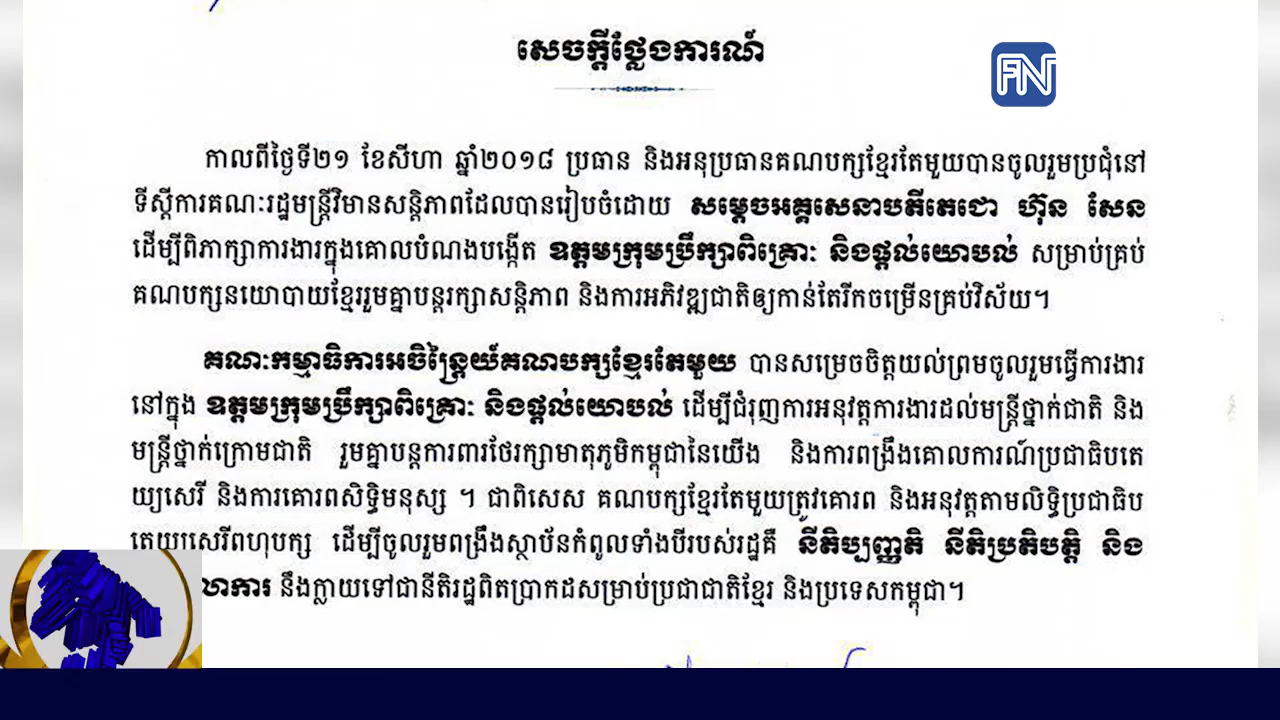 សេចក្តីថ្លែងការណ៍
FN
កាលពីថ្ងៃទី២១ ខែសីហា ឆ្នាំ២០១៨ ប្រធាន និងអនុប្រធានគណបក្សខ្មែរតែមួយបានចូលរួមប្រជុំនៅ
ទីស្តីការគណៈរដ្ឋមន្ត្រីវិមានសន្តិភាពដែលបានរៀបចំដោយ សម្តេចអគ្គសេនាបតីតេជោ ហ៊ុន សែន
ដើម្បីពិភាក្សាការងារក្នុងគោលបំណងបង្កើត ឧត្តមក្រុមប្រឹក្សាពិគ្រោះ និងផ្តល់យោបល់ សម្រាប់គ្រប់
គណបក្សនយោបាយខ្មែររួមគ្នាបន្តរក្សាសន្តិភាព និងការអភិវឌ្ឍជាតិឲ្យកាន់តែរីកចម្រើនគ្រប់វិស័យ។
គណៈកម្មាធិការអចិន្ត្រៃយ៍គណបក្សខ្មែរតែមួយ បានសម្រេចចិត្តយល់ព្រមចូលរួមធ្វើការងារ
នៅក្នុង ឧត្តមក្រុមប្រឹក្សាពិគ្រោះ និងផ្តល់យោបល់ ដើម្បីជំរុញការអនុវត្តការងារដល់មន្ត្រីថ្នាក់ជាតិ និង
មន្ត្រីថ្នាក់ក្រោមជាតិ រួមគ្នាបន្តការពារថែរក្សាមាតុភូមិកម្ពុជានៃយើង និងការពង្រឹងគោលការណ៍ប្រជាធិបតេ
យ្យសេរី និងការគោរពសិទ្ធិមនុស្ស ។ ជាពិសេស គណបក្សខ្មែរតែមួយត្រូវគោរព និងអនុវត្តតាមលិទ្ធិប្រជាធិប
តេយ្យសេរីពហុបក្ស ដើម្បីចូលរួមពង្រឹងស្ថាប័នកំពូលទាំងបីរបស់រដ្ឋគឺ នីតិប្បញ្ញតិ នីតិប្រតិបត្តិ និង
លាការ នឹងក្លាយទៅជានីតិរដ្ឋពិតប្រាកដសម្រាប់ប្រជាជាតិខ្មែរ និងប្រទេសកម្ពុជា។